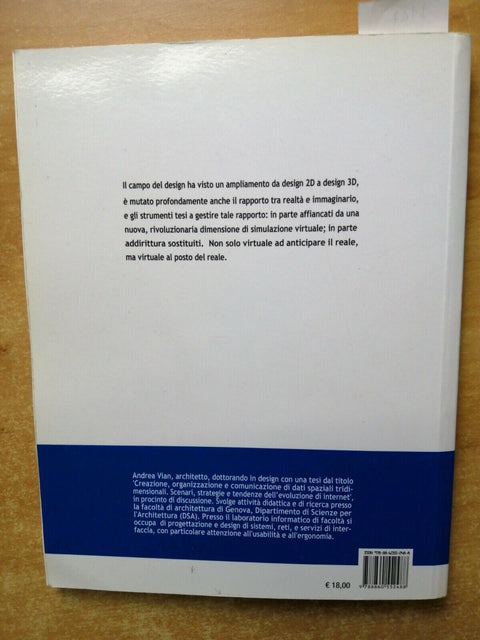 Il campo del design ha visto un ampliamento da design 2D a design 3D,
è mutato profondamente anche il rapporto tra realtà e immaginario,
e gli strumenti tesi a gestire tale rapporto: in parte affiancati da una
nuova, rivoluzionaria dimensione di simulazione virtuale; in parte
addirittura sostituiti. Non solo virtuale ad anticipare il reale,
ma virtuale al posto del reale.
Andrea Vian, architetto, dottorando in design con una tesi dal titolo
'Creazione, organizzazione e comunicazione di dati spaziali tridi-
mensionali. Scenari, strategie e tendenze dell'evoluzione di internet',
in procinto di discussione. Svolge attività didattica e di ricerca presso
la facoltà di architettura di Genova, Dipartimento di Scienze per
l'Architettura (DSA). Presso il laboratorio informatico di facoltà si
occupa di progettazione e design di sistemi, reti, e servizi di inter-
faccia, con particolare attenzione all'usabilità e all'ergonomia.
€ 18,00